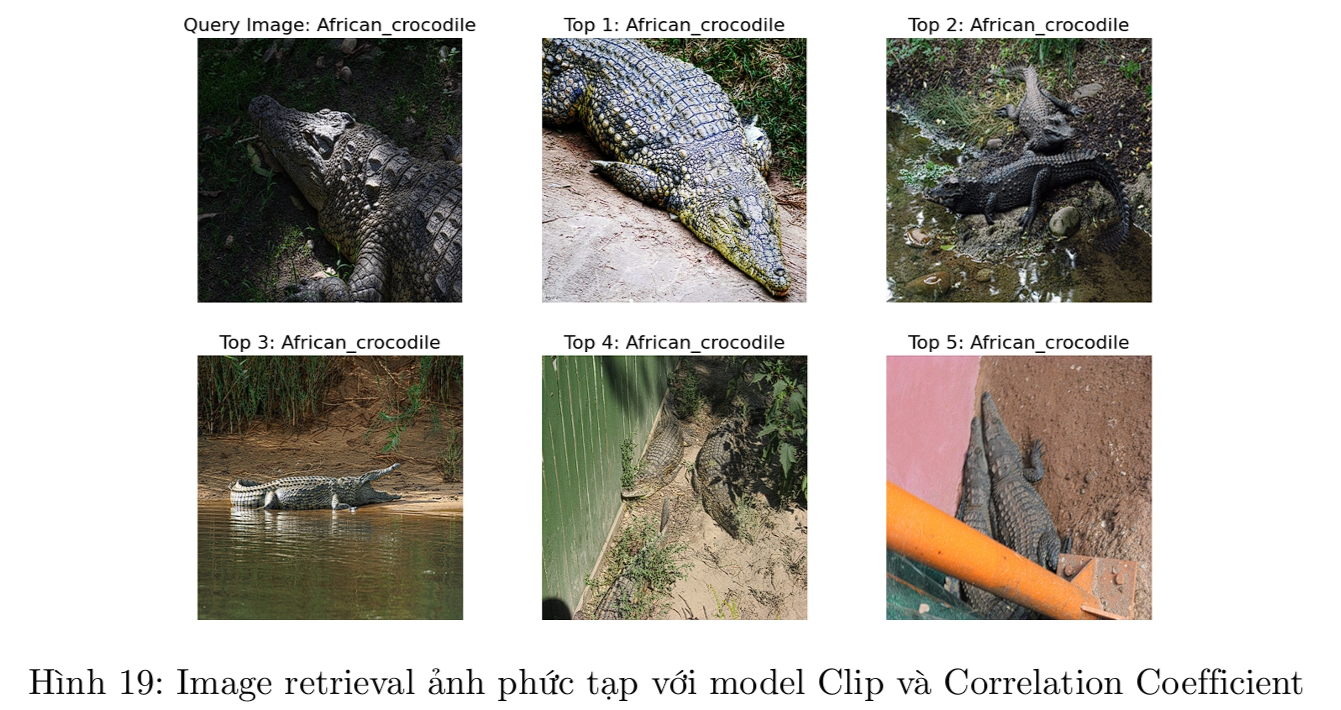 Query Image: African_crocodile
Top 1: African_crocodile
Top 2: African_crocodile
Top 3: African_crocodile
Top 4: African_crocodile
Top 5: African_crocodile
Hình 19: Image retrieval ảnh phức tạp với model Clip và Correlation Coefficient